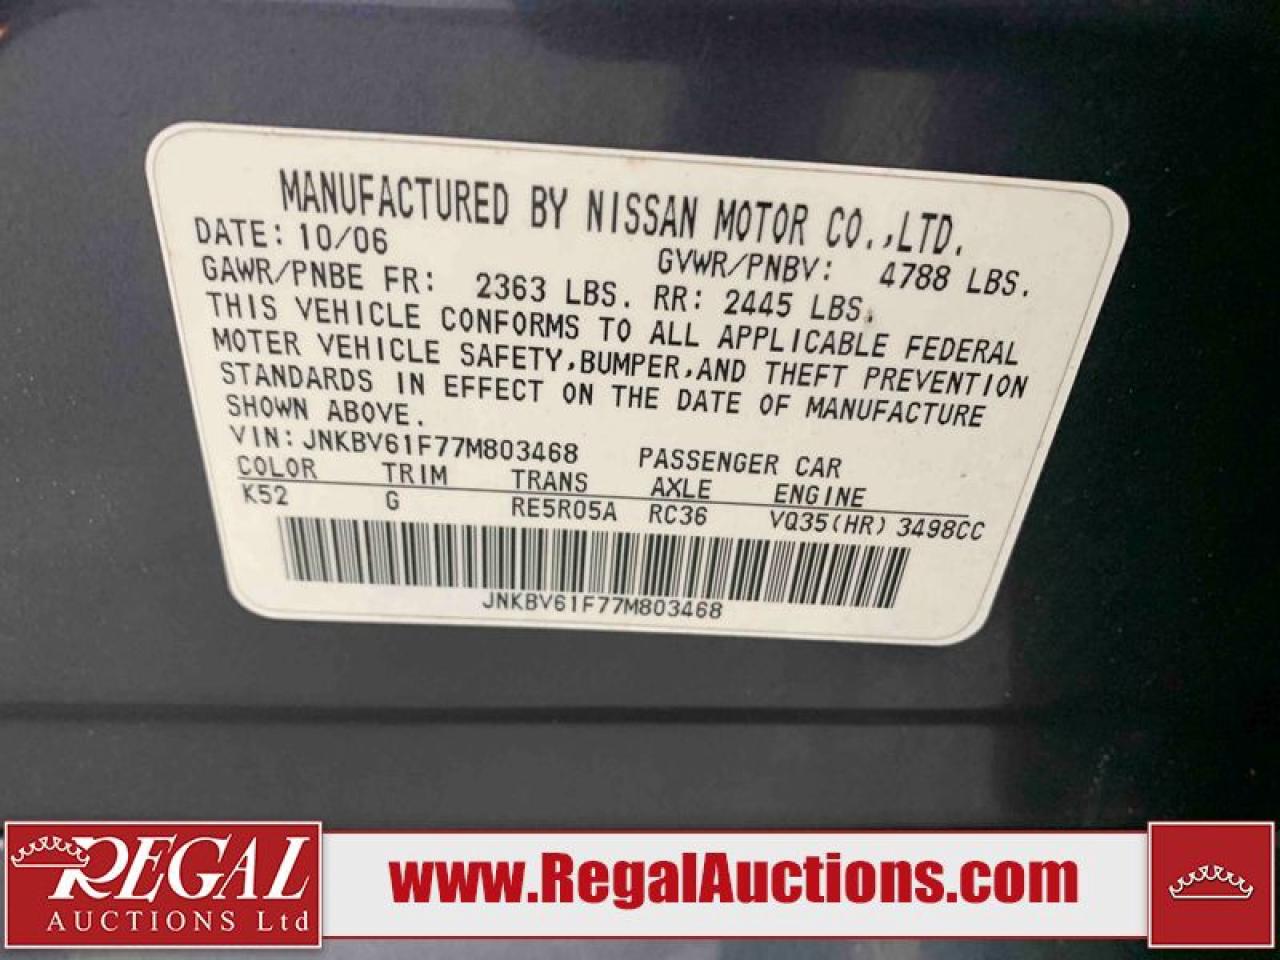 MANUFACTURED BY NISSAN MOTOR CO.,LTD.
DATE: 10/06 GVWR/PNBV: 4788 LBS.
GAWR/PNBE FR: 2363 LBS. RR: 2445 LBS.
THIS VEHICLE CONFORMS TO ALL APPLICABLE FEDERAL
MOTER VEHICLE SAFETY,BUMPER,AND THEFT PREVENTION
STANDARDS IN EFFECT ON THE DATE OF MANUFACTURE
SHOWN ABOVE.
VIN: JNKBV61F77M803468 PASSENGER CAR
COLOR TRIM TRANS AXLE ENGINE
K52 G RE5R05A RC36 VQ35(HR) 3498CC
JNKBV61F77M803468
REGAL
AUCTIONS Ltd
www.RegalAuctions.com